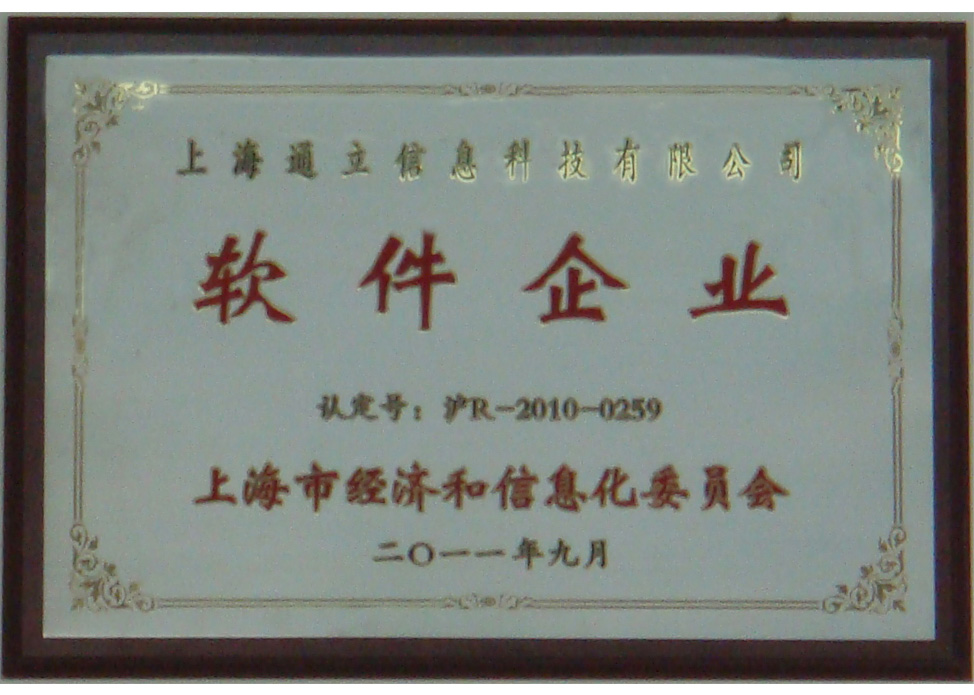 上海通立信息科技有限公司
软件企业
认定号：沪R-2010-0259
上海市经济和信息化委员会
二〇一一年九月